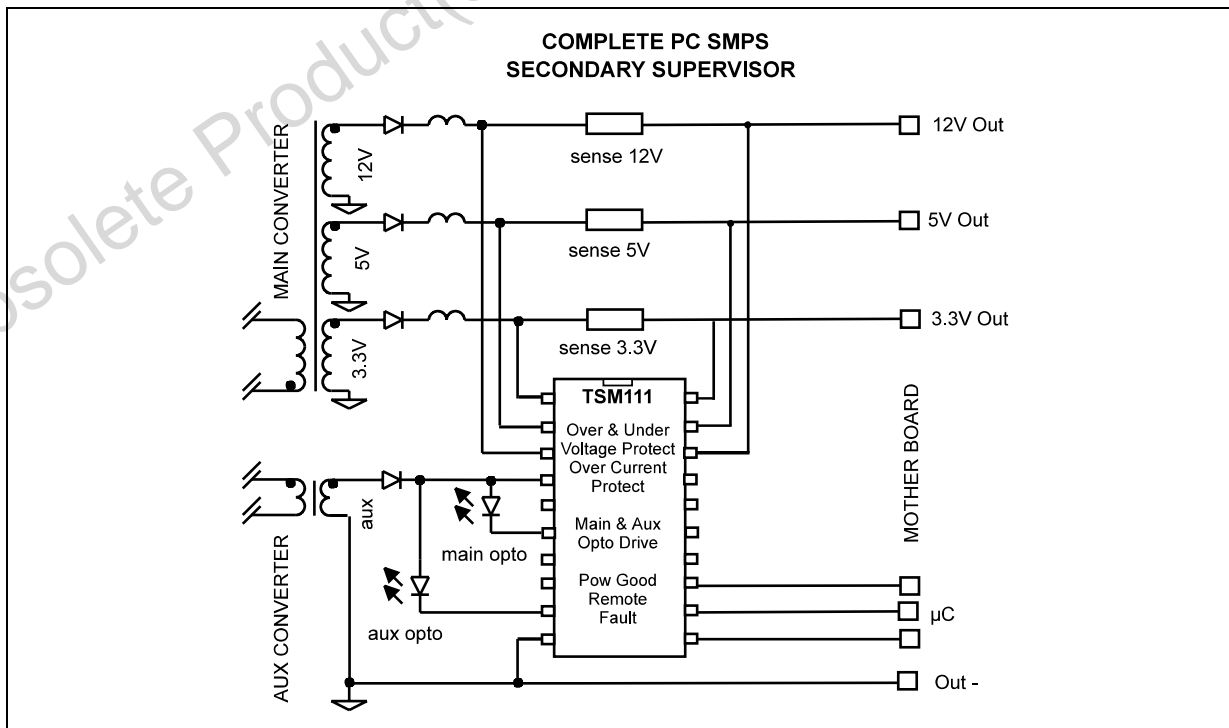 COMPLETE PC SMPS
SECONDARY SUPERVISOR
MAIN CONVERTER
12V
sense 12V
12V Out
5V
sense 5V
5V Out
3.3V
sense 3.3V
3.3V Out
TSM111
Over & Under
Voltage Protect
Over Current
Protect
Main & Aux
Opto Drive
Pow Good
Remote
Fault
MOTHER BOARD
AUX CONVERTER
aux
main opto
aux opto
µC
Out -
osolete Product(